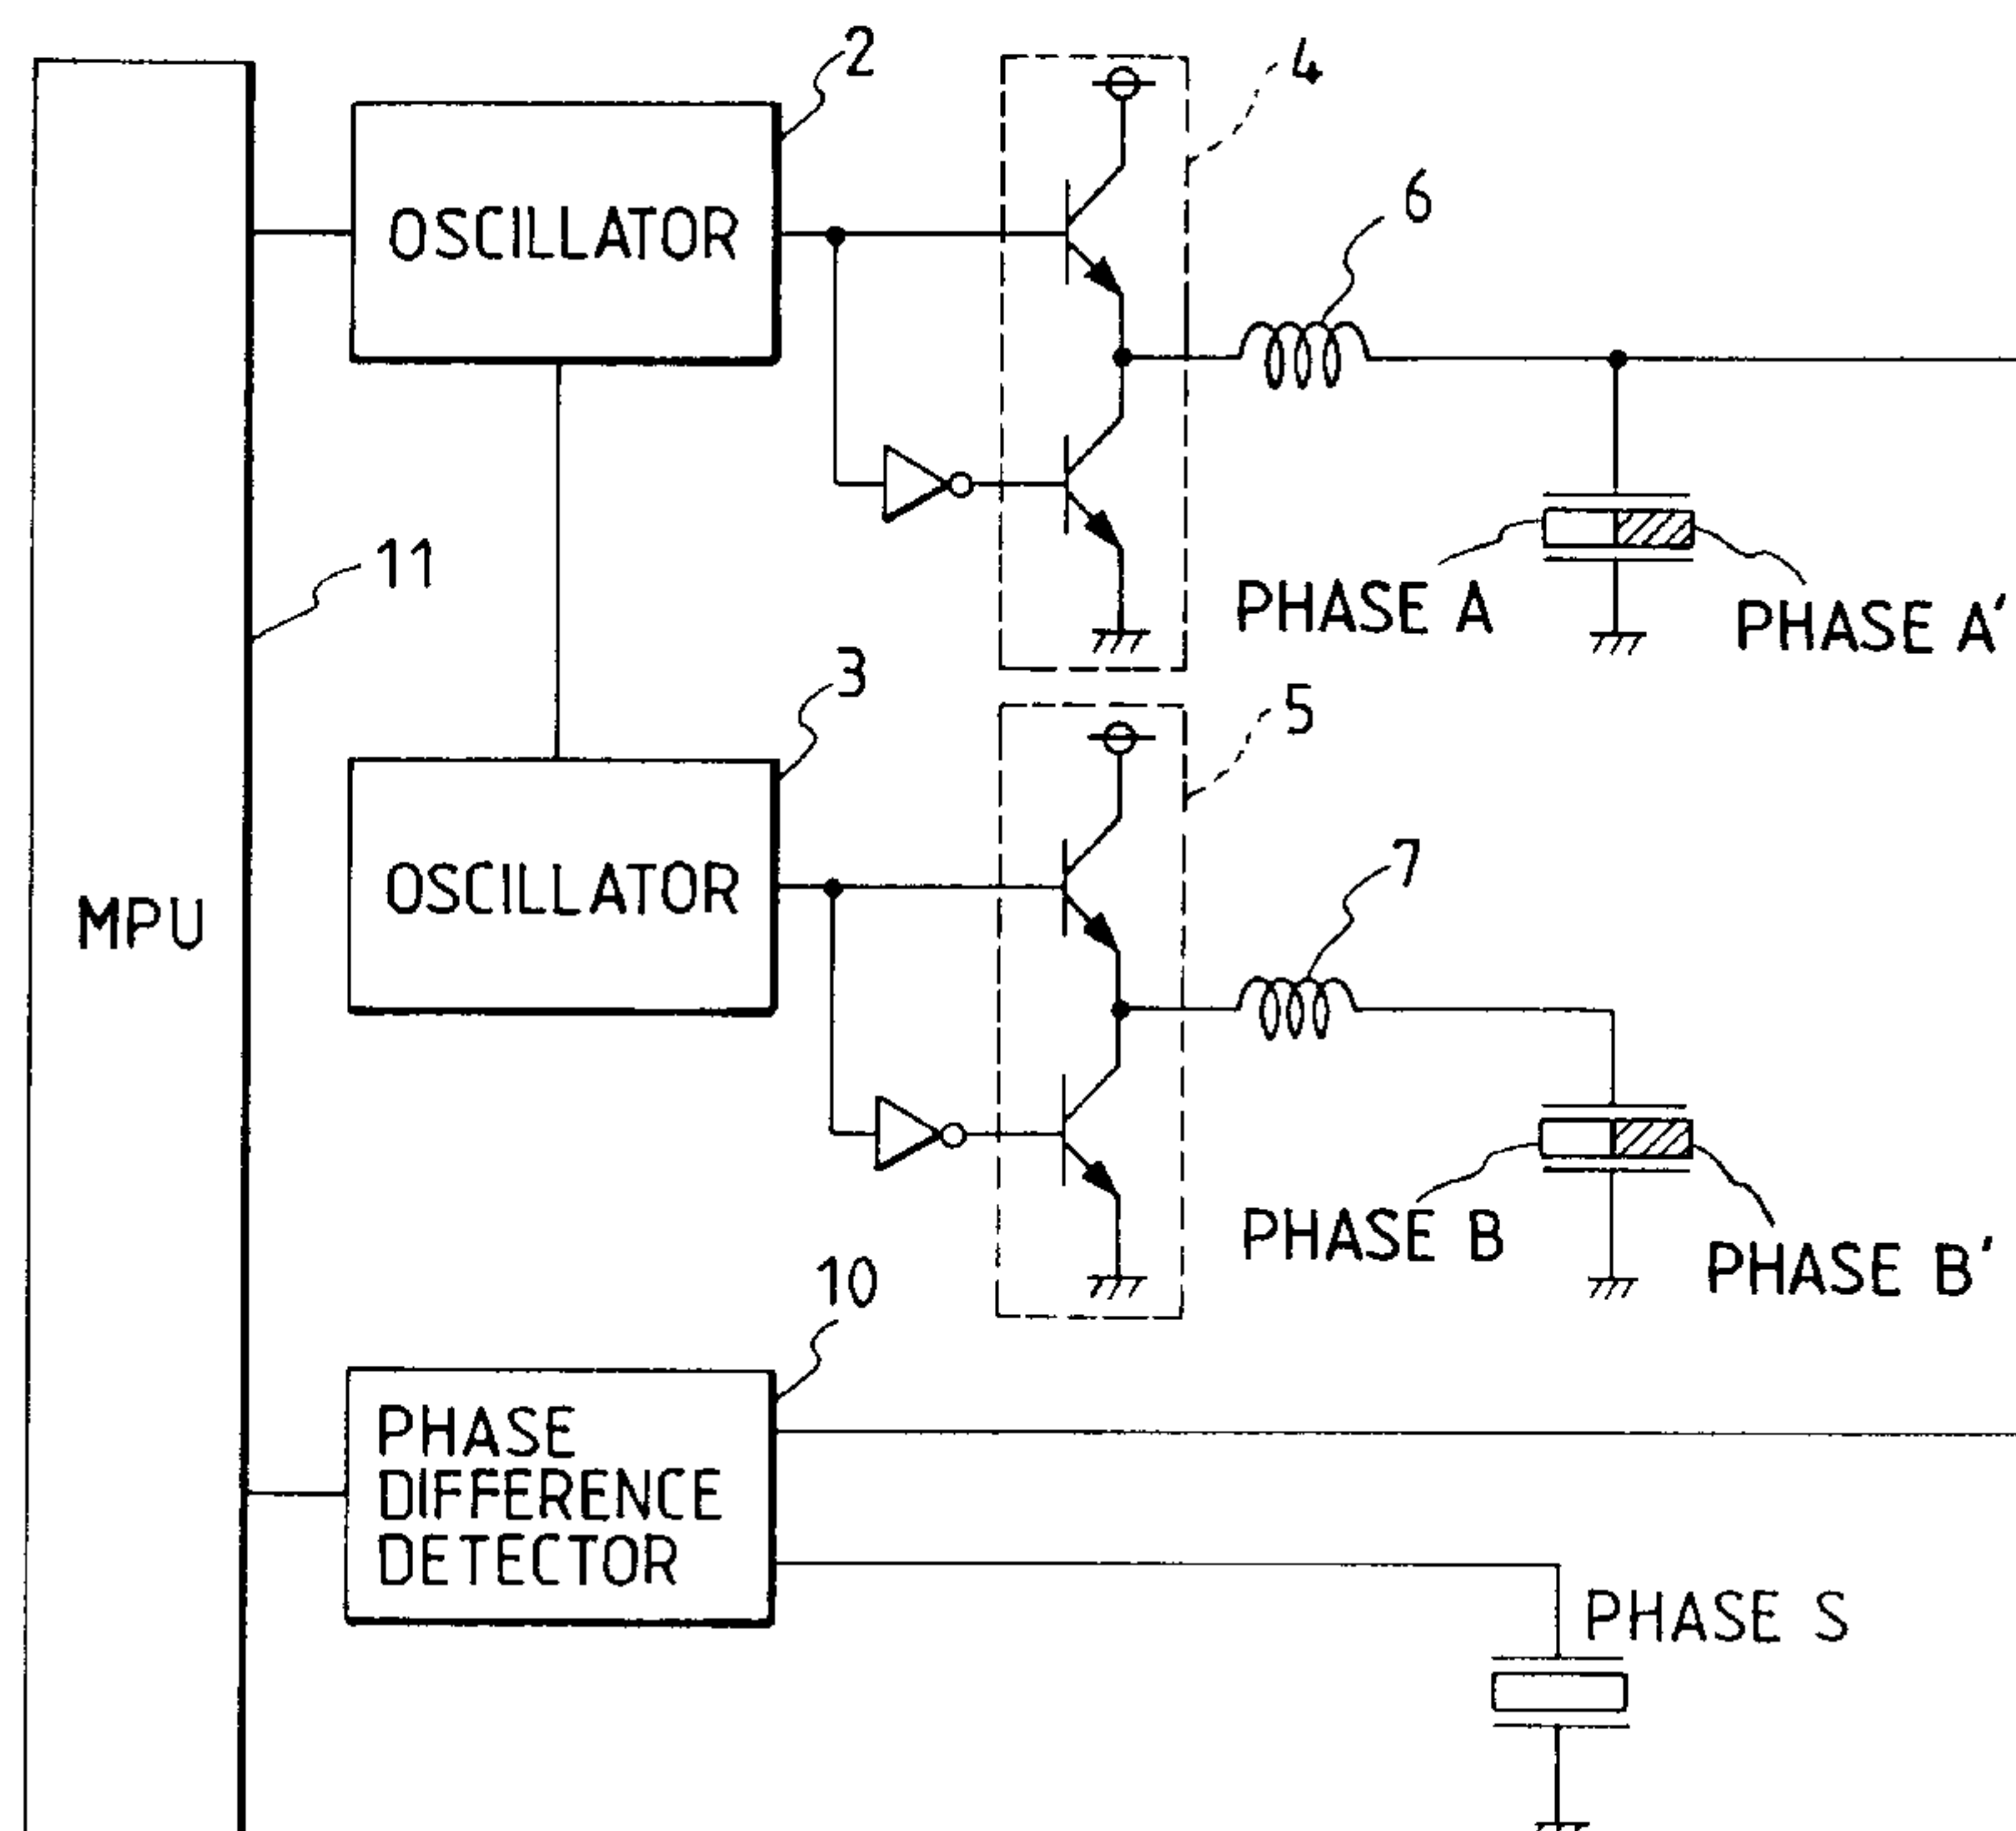 2
4
OSCILLATOR
6
11
PHASE A
PHASE A'
3
5
OSCILLATOR
7
MPU
PHASE B
PHASE B'
10
PHASE
DIFFERENCE
DETECTOR
PHASE S